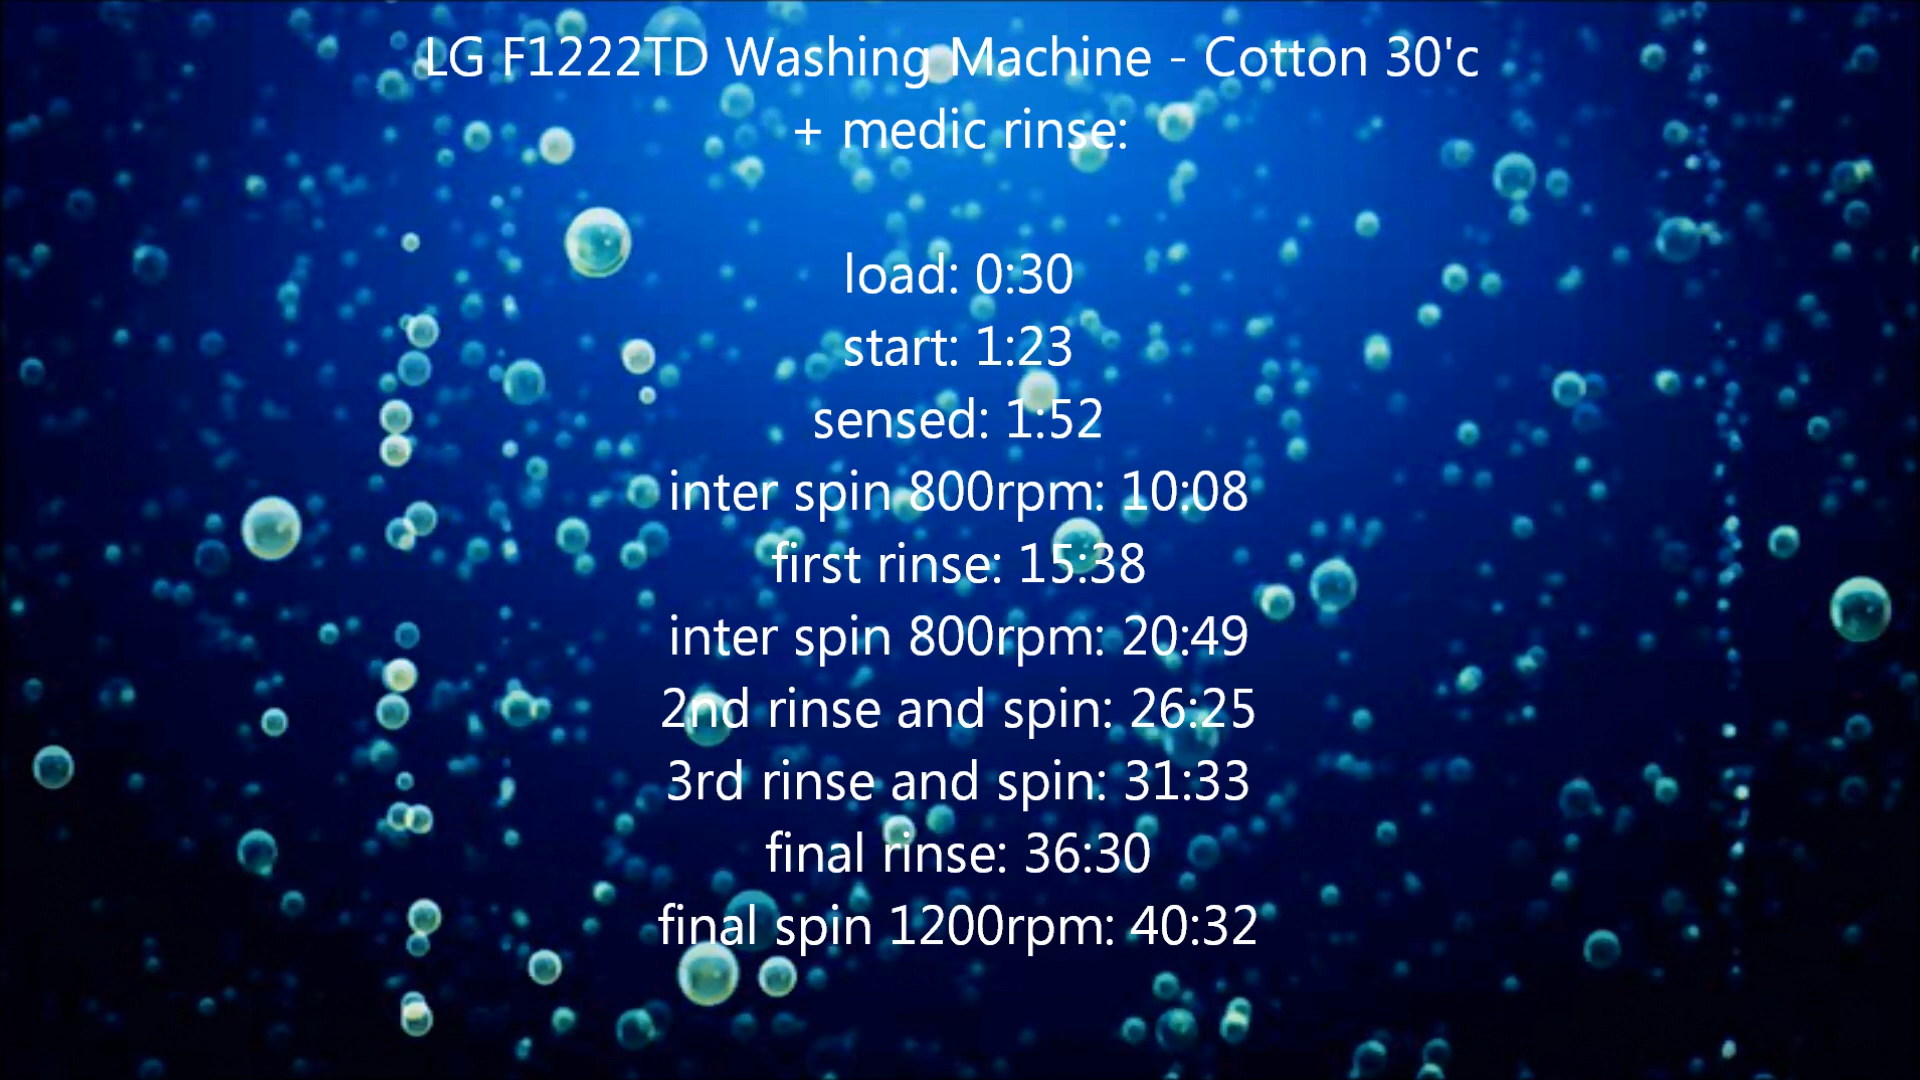 LG F1222TD Washing Machine - Cotton 30'c
+ medic rinse:
load: 0:30
start: 1:23
sensed: 1:52
inter spin 800rpm: 10:08
first rinse: 15:38
inter spin 800rpm: 20:49
2nd rinse and spin: 26:25
3rd rinse and spin: 31:33
final rinse: 36:30
final spin 1200rpm: 40:32